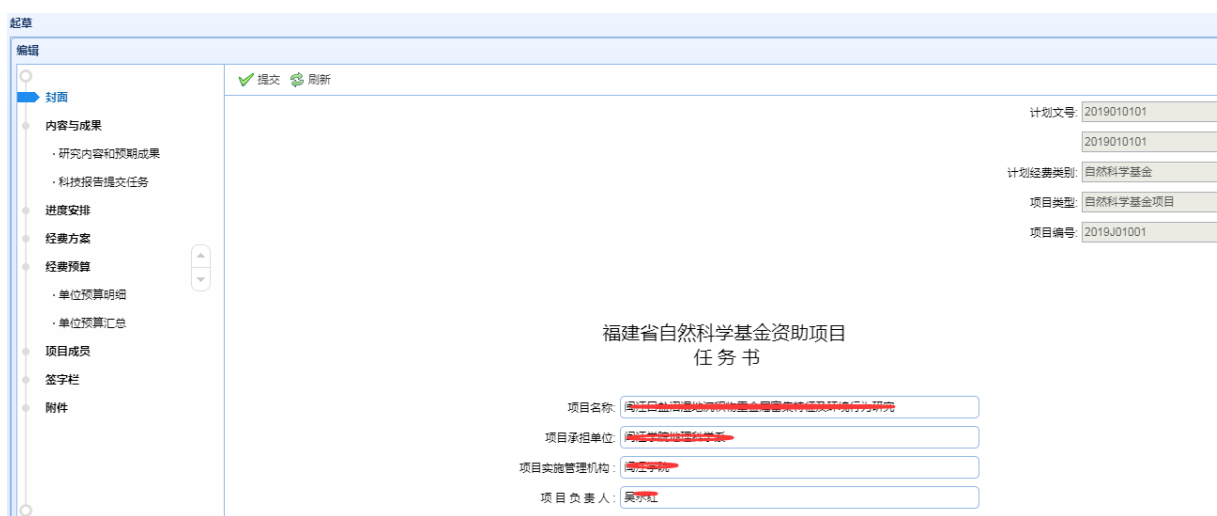 起草
编辑
封面
内容与成果
·研究内容和预期成果
·科技报告提交任务
进度安排
经费方案
经费预算
·单位预算明细
·单位预算汇总
项目成员
签字栏
附件
提交 刷新
计划文号: 2019010101
2019010101
计划经费类别: 自然科学基金
项目类型: 自然科学基金项目
项目编号: 2019J01001
福建省自然科学基金资助项目
任 务 书
项目名称:
项目承担单位:
项目实施管理机构 :
项 目 负 责 人 :